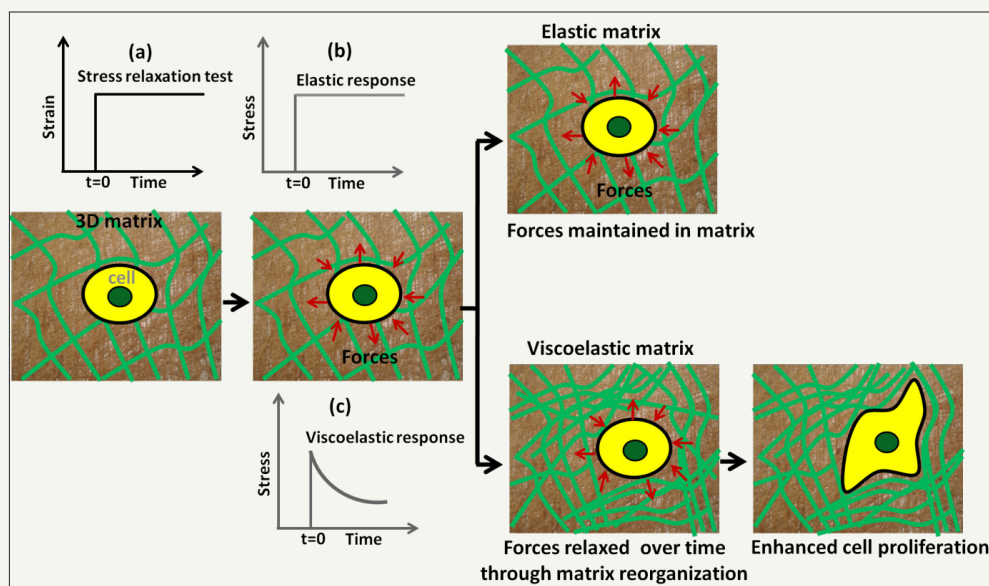 (a)
Stress relaxation test
Strain
t=0
Time
(b)
Elastic response
Stress
t=0
Time
Elastic matrix
Forces
Forces maintained in matrix
3D matrix
cell
Forces
(c)
Viscoelastic response
Stress
t=0
Time
Viscoelastic matrix
Forces relaxed over time
through matrix reorganization
Enhanced cell proliferation